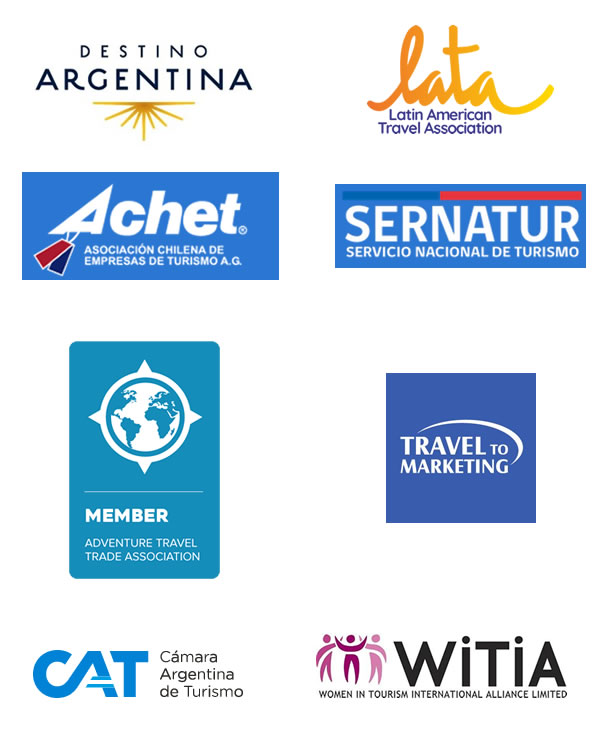 DESTINO
ARGENTINA
lata
Latin American
Travel Association
Achet®
ASOCIACIÓN CHILENA DE
EMPRESAS DE TURISMO A.G.
SERNATUR
SERVICIO NACIONAL DE TURISMO
MEMBER
ADVENTURE TRAVEL
TRADE ASSOCIATION
TRAVEL TO
MARKETING
CAT
Cámara
Argentina
de Turismo
WiTiA
WOMEN IN TOURISM INTERNATIONAL ALLIANCE LIMITED